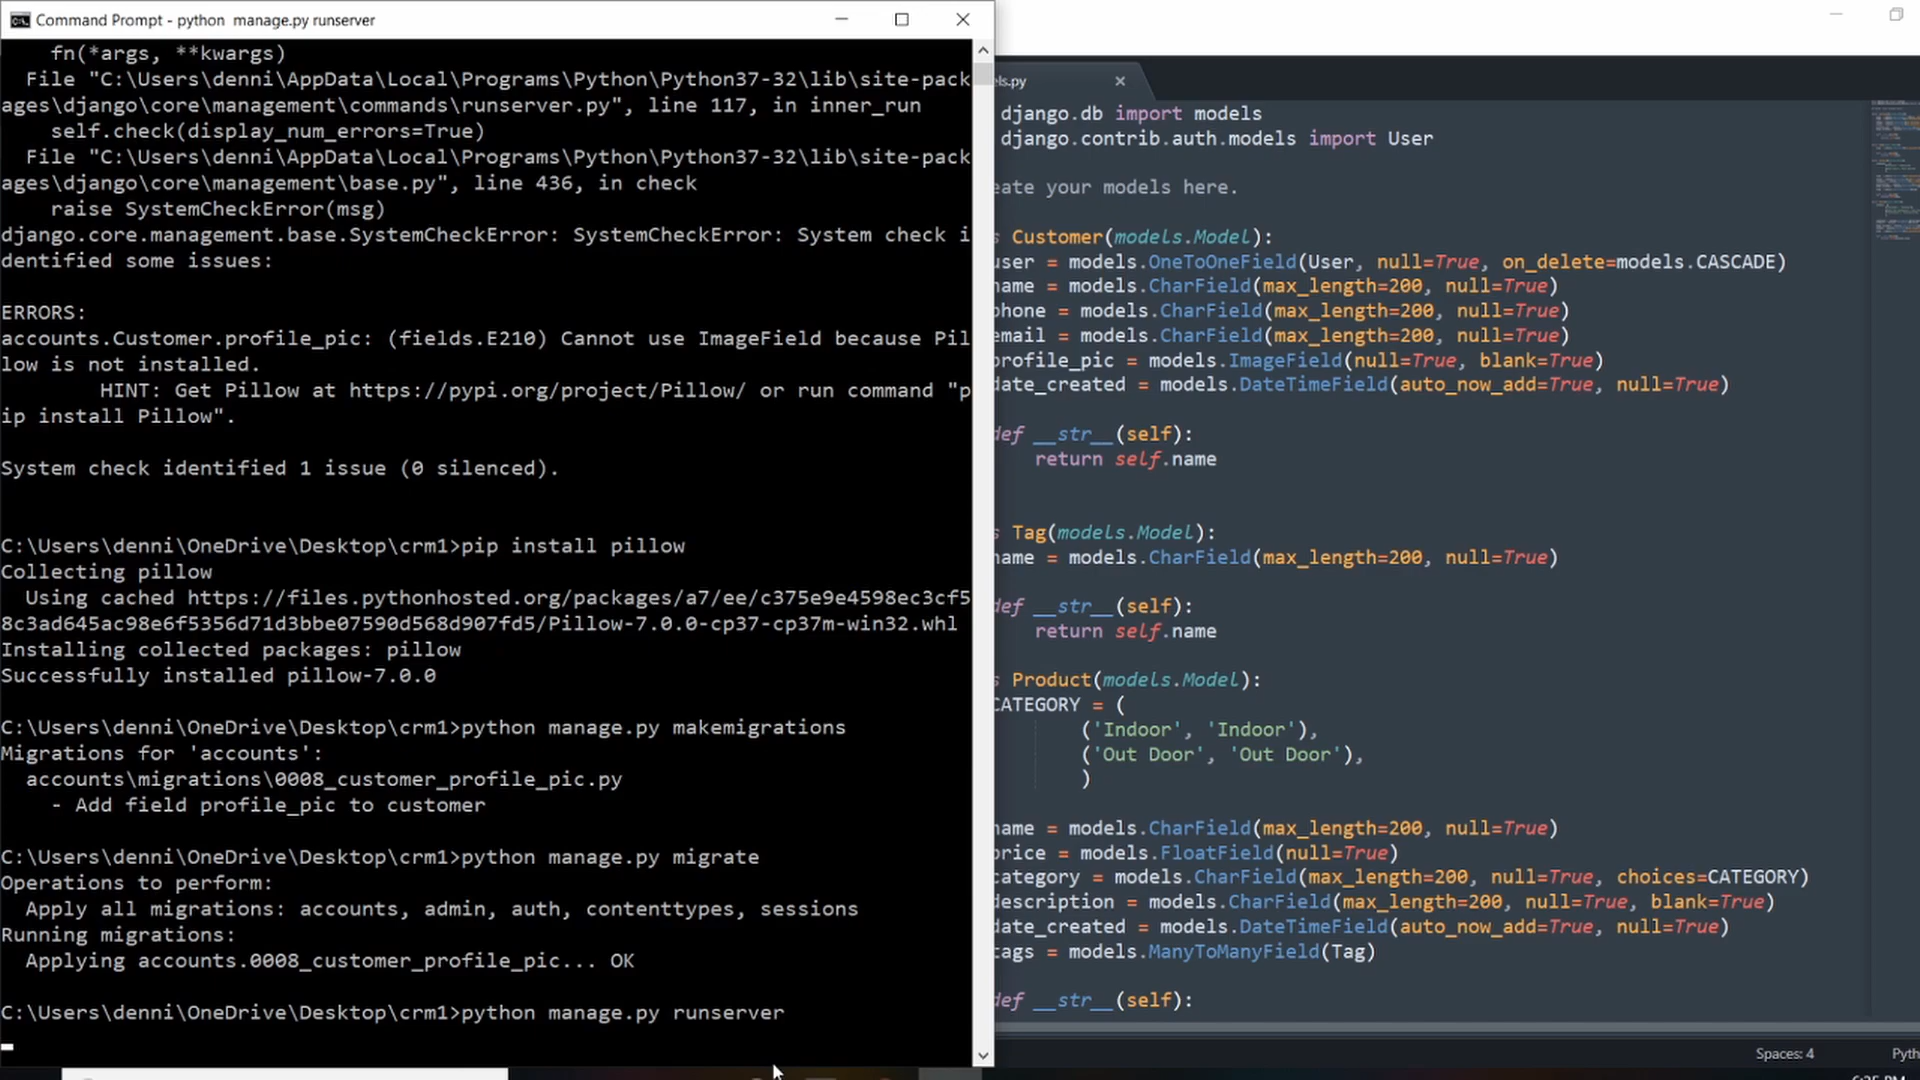 Command Prompt - python  manage.py runserver
fn(*args, **kwargs)
File "C:\Users\denni\AppData\Local\Programs\Python\Python37-32\lib\site-pack
ages\django\core\management\commands\runserver.py", line 117, in inner_run
self.check(display_num_errors=True)
File "C:\Users\denni\AppData\Local\Programs\Python\Python37-32\lib\site-pack
ages\django\core\management\base.py", line 436, in check
raise SystemCheckError(msg)
django.core.management.base.SystemCheckError: SystemCheckError: System check i
dentified some issues:
ERRORS:
accounts.Customer.profile_pic: (fields.E210) Cannot use ImageField because Pil
low is not installed.
HINT: Get Pillow at https://pypi.org/project/Pillow/ or run command "p
ip install Pillow".
System check identified 1 issue (0 silenced).
C:\Users\denni\OneDrive\Desktop\crm1>pip install pillow
Collecting pillow
Using cached https://files.pythonhosted.org/packages/a7/ee/c375e9e4598ec3cf5
8c3ad645ac98e6f5356d71d3bbe07590d568d907fd5/Pillow-7.0.0-cp37-cp37m-win32.whl
Installing collected packages: pillow
Successfully installed pillow-7.0.0
C:\Users\denni\OneDrive\Desktop\crm1>python manage.py makemigrations
Migrations for 'accounts':
accounts\migrations\0008_customer_profile_pic.py
- Add field profile_pic to customer
C:\Users\denni\OneDrive\Desktop\crm1>python manage.py migrate
Operations to perform:
Apply all migrations: accounts, admin, auth, contenttypes, sessions
Running migrations:
Applying accounts.0008_customer_profile_pic... OK
C:\Users\denni\OneDrive\Desktop\crm1>python manage.py runserver
els.py
django.db import models
django.contrib.auth.models import User
eate your models here.
s Customer(models.Model):
user = models.OneToOneField(User, null=True, on_delete=models.CASCADE)
name = models.CharField(max_length=200, null=True)
phone = models.CharField(max_length=200, null=True)
email = models.CharField(max_length=200, null=True)
profile_pic = models.ImageField(null=True, blank=True)
date_created = models.DateTimeField(auto_now_add=True, null=True)
def __str__(self):
return self.name
s Tag(models.Model):
name = models.CharField(max_length=200, null=True)
def __str__(self):
return self.name
s Product(models.Model):
CATEGORY = (
('Indoor', 'Indoor'),
('Out Door', 'Out Door'),
)
name = models.CharField(max_length=200, null=True)
price = models.FloatField(null=True)
category = models.CharField(max_length=200, null=True, choices=CATEGORY)
description = models.CharField(max_length=200, null=True, blank=True)
date_created = models.DateTimeField(auto_now_add=True, null=True)
tags = models.ManyToManyField(Tag)
def __str__(self):
Spaces: 4
Pyth